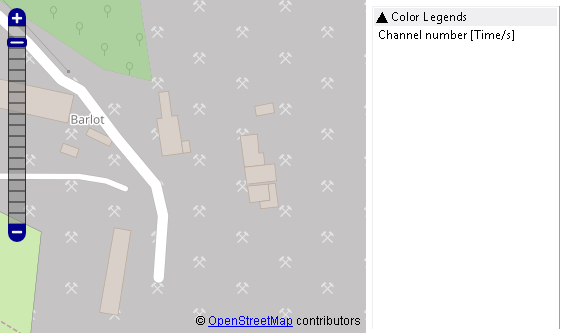 Barlot
© OpenStreetMap contributors
Color Legends
Channel number [Time/s]